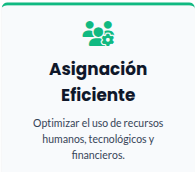 Asignación
Eficiente
Optimizar el uso de recursos
humanos, tecnológicos y
financieros.